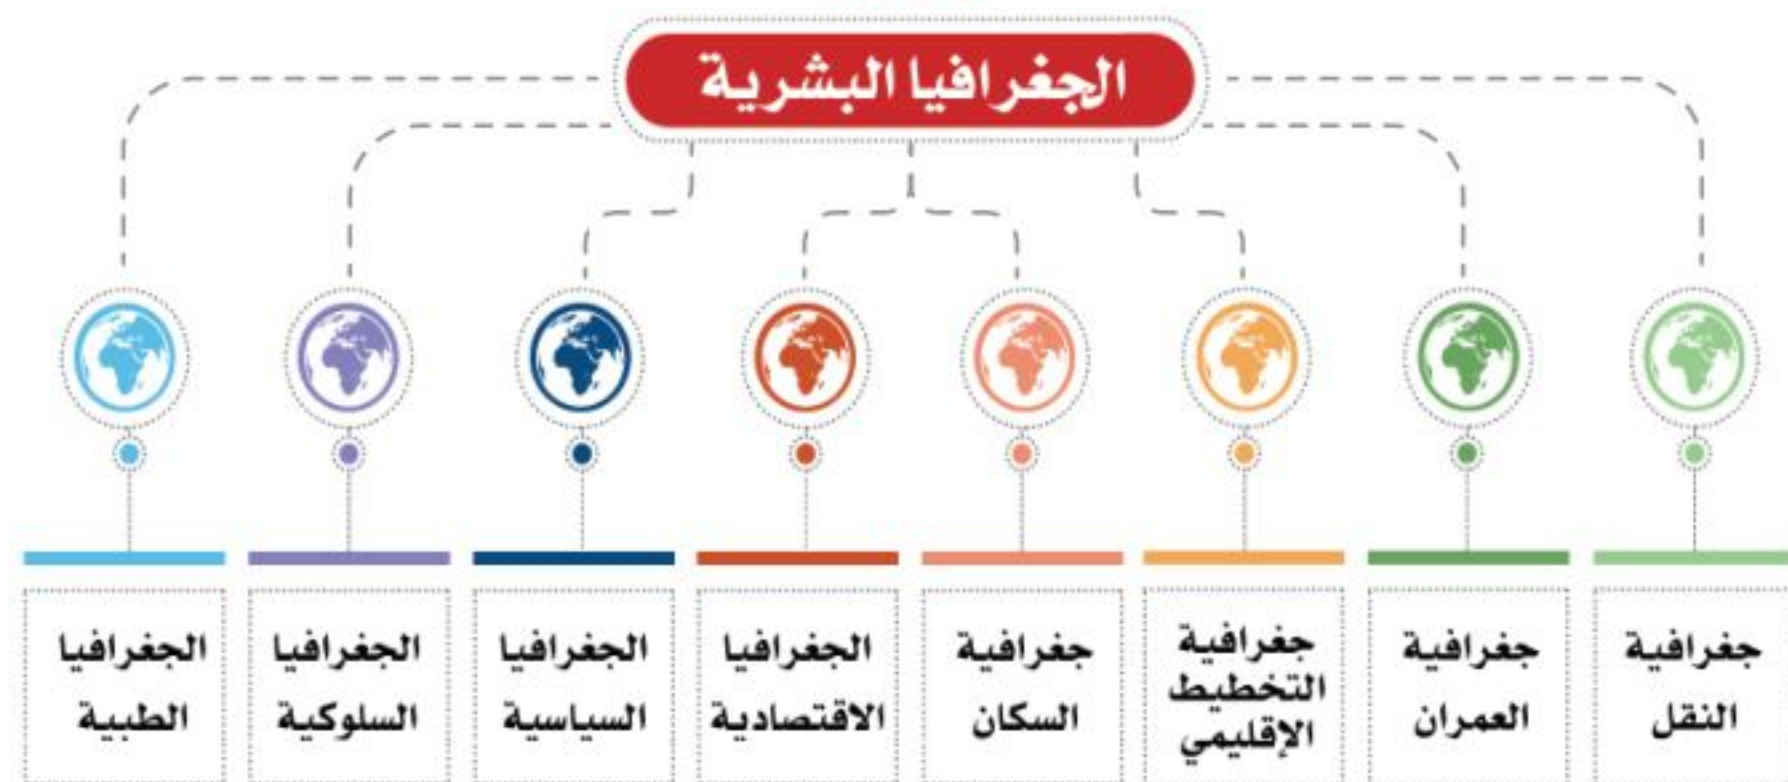 الجغرافيا البشرية
جغرافية
النقل
جغرافية
العمران
جغرافية
التخطيط
الإقليمي
جغرافية
السكان
الجغرافيا
الاقتصادية
الجغرافيا
السياسية
الجغرافيا
السلوكية
الجغرافيا
الطبية